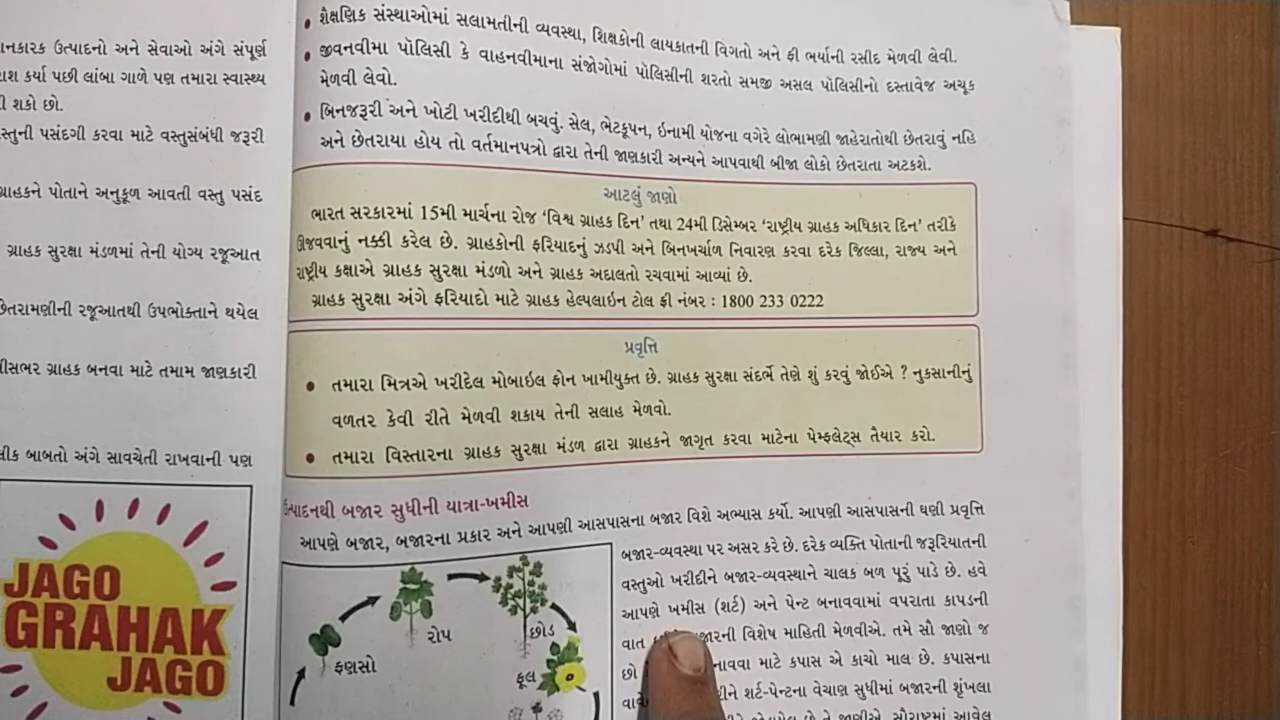 નકારક ઉત્પાદનો અને સેવાઓ અંગે સંપૂર્ણ
શ કર્યા પછી લાંબા ગાળે પણ તમારા સ્વાસ્થ્ય
ી શકો છો.
સ્તુની પસંદગી કરવા માટે વસ્તુસંબંધી જરૂરી
ગ્રાહકને પોતાને અનુકૂળ આવતી વસ્તુ પસંદ
ગ્રાહક સુરક્ષા મંડળમાં તેની યોગ્ય રજૂઆત
છેતરામણીની રજૂઆતથી ઉપભોક્તાને થયેલ
ીસભર ગ્રાહક બનવા માટે તમામ જાણકારી
બાબતો અંગે સાવચેતી રાખવાની પણ
JAGO
GRAHAK
JAGO
• શૈક્ષણિક સંસ્થાઓમાં સલામતીની વ્યવસ્થા, શિક્ષકોની લાયકાતની વિગતો અને ફી ભર્યાની રસીદ મેળવી લેવી.
• જીવનવીમા પૉલિસી કે વાહનવીમાના સંજોગોમાં પૉલિસીની શરતો સમજી અસલ પૉલિસીનો દસ્તાવેજ અચૂક
મેળવી લેવો.
• બિનજરૂરી અને ખોટી ખરીદીથી બચવું. સેલ, ભેટકૂપન, ઇનામી યોજના વગેરે લોભામણી જાહેરાતોથી છેતરાવું નહિ
અને છેતરાયા હોય તો વર્તમાનપત્રો દ્વારા તેની જાણકારી અન્યને આપવાથી બીજા લોકો છેતરાતા અટકશે.
આટલું જાણો
ભારત સરકારમાં 15મી માર્ચના રોજ ‘વિશ્વ ગ્રાહક દિન’ તથા 24મી ડિસેમ્બર ‘રાષ્ટ્રીય ગ્રાહક અધિકાર દિન’ તરીકે
ઊજવવાનું નક્કી કરેલ છે. ગ્રાહકોની ફરિયાદનું ઝડપી અને બિનખર્ચાળ નિવારણ કરવા દરેક જિલ્લા, રાજ્ય અને
રાષ્ટ્રીય કક્ષાએ ગ્રાહક સુરક્ષા મંડળો અને ગ્રાહક અદાલતો રચવામાં આવ્યાં છે.
ગ્રાહક સુરક્ષા અંગે ફરિયાદો માટે ગ્રાહક હેલ્પલાઇન ટોલ ફ્રી નંબર : 1800 233 0222
પ્રવૃત્તિ
• તમારા મિત્રએ ખરીદેલ મોબાઇલ ફોન ખામીયુક્ત છે. ગ્રાહક સુરક્ષા સંદર્ભે તેણે શું કરવું જોઈએ ? નુકસાનીનું
વળતર કેવી રીતે મેળવી શકાય તેની સલાહ મેળવો.
• તમારા વિસ્તારના ગ્રાહક સુરક્ષા મંડળ દ્વારા ગ્રાહકને જાગૃત કરવા માટેના પેમ્ફલેટ્સ તૈયાર કરો.
ઉત્પાદનથી બજાર સુધીની યાત્રા-ખમીસ
આપણે બજાર, બજારના પ્રકાર અને આપણી આસપાસના બજાર વિશે અભ્યાસ કર્યો. આપણી આસપાસની ઘણી પ્રવૃત્તિ
બજાર-વ્યવસ્થા પર અસર કરે છે. દરેક વ્યક્તિ પોતાની જરૂરિયાતની
વસ્તુઓ ખરીદીને બજાર-વ્યવસ્થાને ચાલક બળ પૂરું પાડે છે. હવે
આપણે ખમીસ (શર્ટ) અને પેન્ટ બનાવવામાં વપરાતા કાપડની
વાત જારની વિશેષ માહિતી મેળવીએ. તમે સૌ જાણો જ
છો નાવવા માટે કપાસ એ કાચો માલ છે. કપાસના
વાવે દીને શર્ટ-પેન્ટના વેચાણ સુધીમાં બજારની શૃંખલા
છે તે જાણીએ. સૌરાષ્ટ્રમાં આવેલ
ફણસો
રોપ
છોડ
ફૂલ